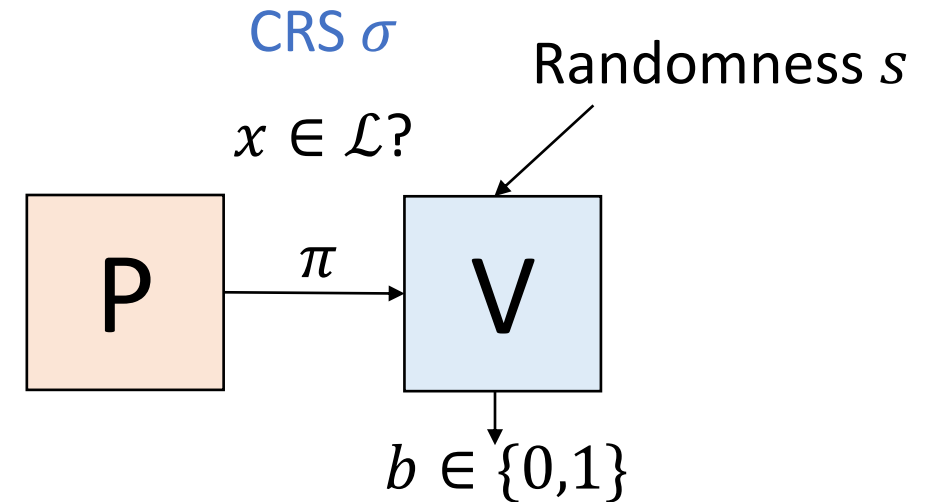 CRS σ
Randomness s
x ∈ ℒ?
P
π
V
b ∈ {0,1}